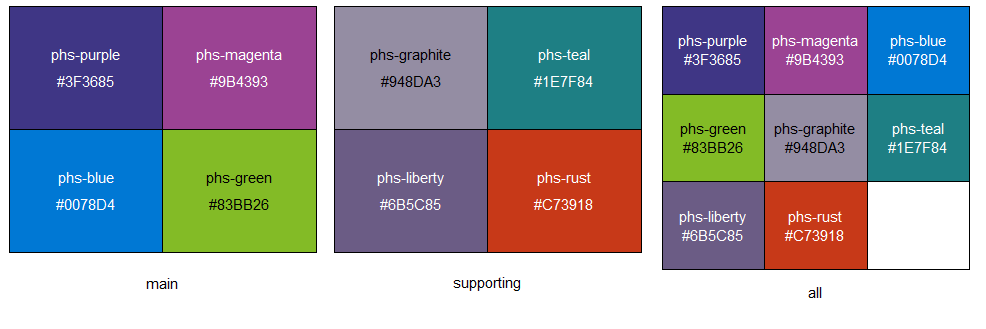 phs-purple
#3F3685
phs-magenta
#9B4393
phs-blue
#0078D4
phs-green
#83BB26
main
phs-graphite
#948DA3
phs-teal
#1E7F84
phs-liberty
#6B5C85
phs-rust
#C73918
supporting
phs-purple
#3F3685
phs-magenta
#9B4393
phs-blue
#0078D4
phs-green
#83BB26
phs-graphite
#948DA3
phs-teal
#1E7F84
phs-liberty
#6B5C85
phs-rust
#C73918
all